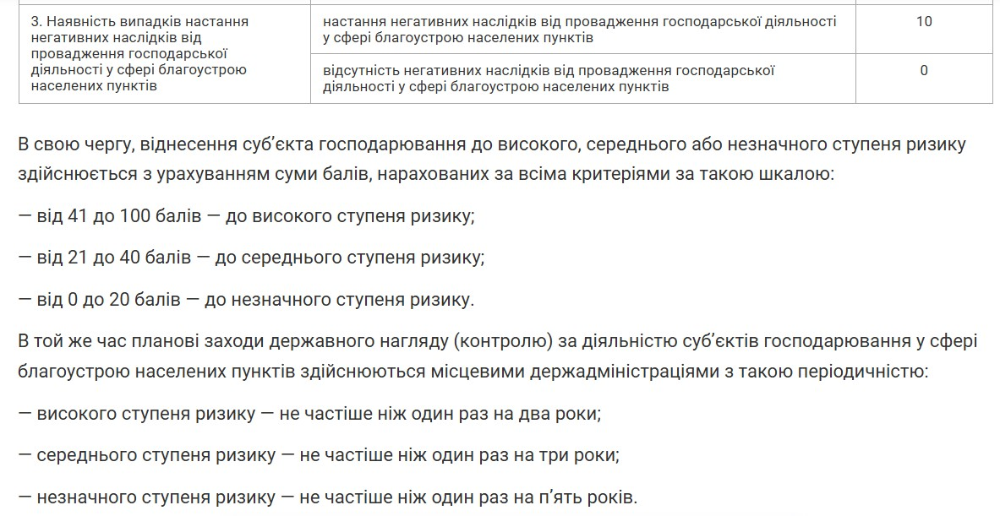 3. Наявність випадків настання
негативних наслідків від
провадження господарської
діяльності у сфері благоустрою
населених пунктів
настання негативних наслідків від провадження господарської діяльності
у сфері благоустрою населених пунктів
10
відсутність негативних наслідків від провадження господарської
діяльності у сфері благоустрою населених пунктів
0
В свою чергу, віднесення суб’єкта господарювання до високого, середнього або незначного ступеня ризику
здійснюється з урахуванням суми балів, нарахованих за всіма критеріями за такою шкалою:
— від 41 до 100 балів — до високого ступеня ризику;
— від 21 до 40 балів — до середнього ступеня ризику;
— від 0 до 20 балів — до незначного ступеня ризику.
В той же час планові заходи державного нагляду (контролю) за діяльністю суб’єктів господарювання у сфері
благоустрою населених пунктів здійснюються місцевими держадміністраціями з такою періодичністю:
— високого ступеня ризику — не частіше ніж один раз на два роки;
— середнього ступеня ризику — не частіше ніж один раз на три роки;
— незначного ступеня ризику — не частіше ніж один раз на п’ять років.